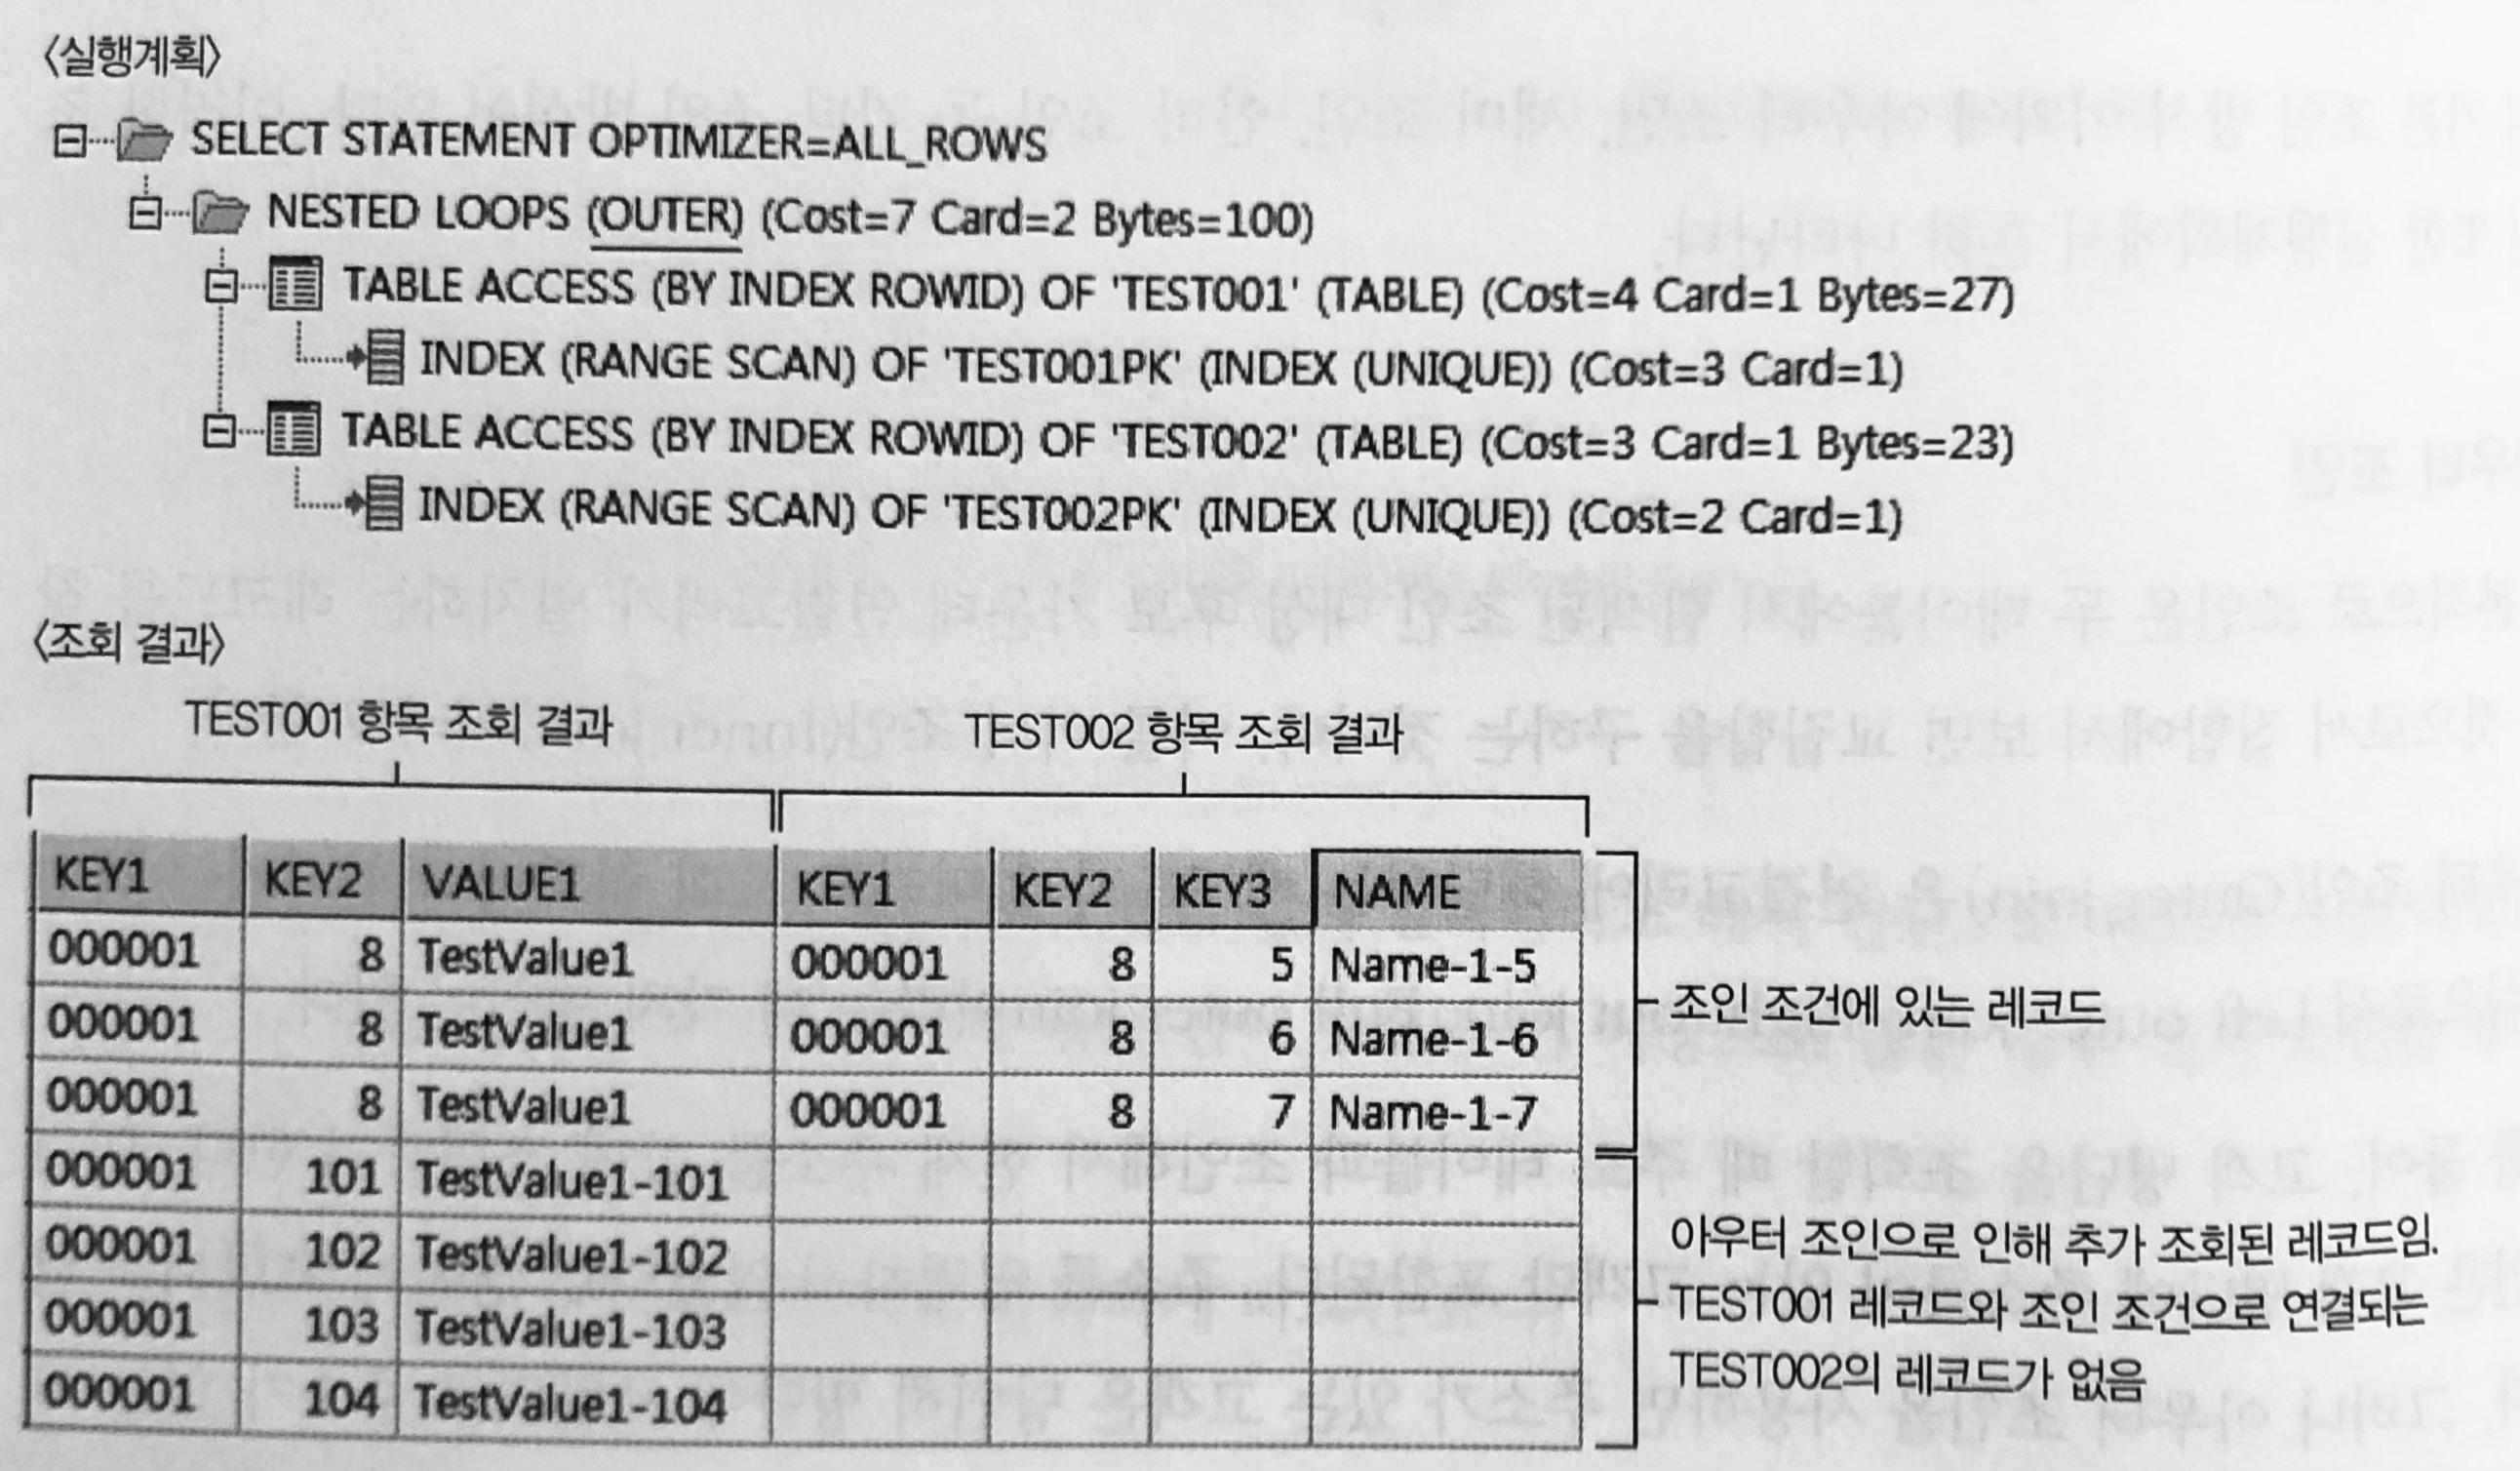 〈실행계획〉
SELECT STATEMENT OPTIMIZER=ALL_ROWS
NESTED LOOPS (OUTER) (Cost=7 Card=2 Bytes=100)
TABLE ACCESS (BY INDEX ROWID) OF 'TEST001' (TABLE) (Cost=4 Card=1 Bytes=27)
INDEX (RANGE SCAN) OF 'TEST001PK' (INDEX (UNIQUE)) (Cost=3 Card=1)
TABLE ACCESS (BY INDEX ROWID) OF 'TEST002' (TABLE) (Cost=3 Card=1 Bytes=23)
INDEX (RANGE SCAN) OF 'TEST002PK' (INDEX (UNIQUE)) (Cost=2 Card=1)
〈조회 결과〉
TEST001 항목 조회 결과 TEST002 항목 조회 결과
KEY1 KEY2 VALUE1 KEY1 KEY2 KEY3 NAME
000001 8 TestValue1 000001 8 5 Name-1-5
000001 8 TestValue1 000001 8 6 Name-1-6
000001 8 TestValue1 000001 8 7 Name-1-7
000001 101 TestValue1-101
000001 102 TestValue1-102
000001 103 TestValue1-103
000001 104 TestValue1-104
조인 조건에 있는 레코드
아우터 조인으로 인해 추가 조회된 레코드임.
TEST001 레코드와 조인 조건으로 연결되는
TEST002의 레코드가 없음